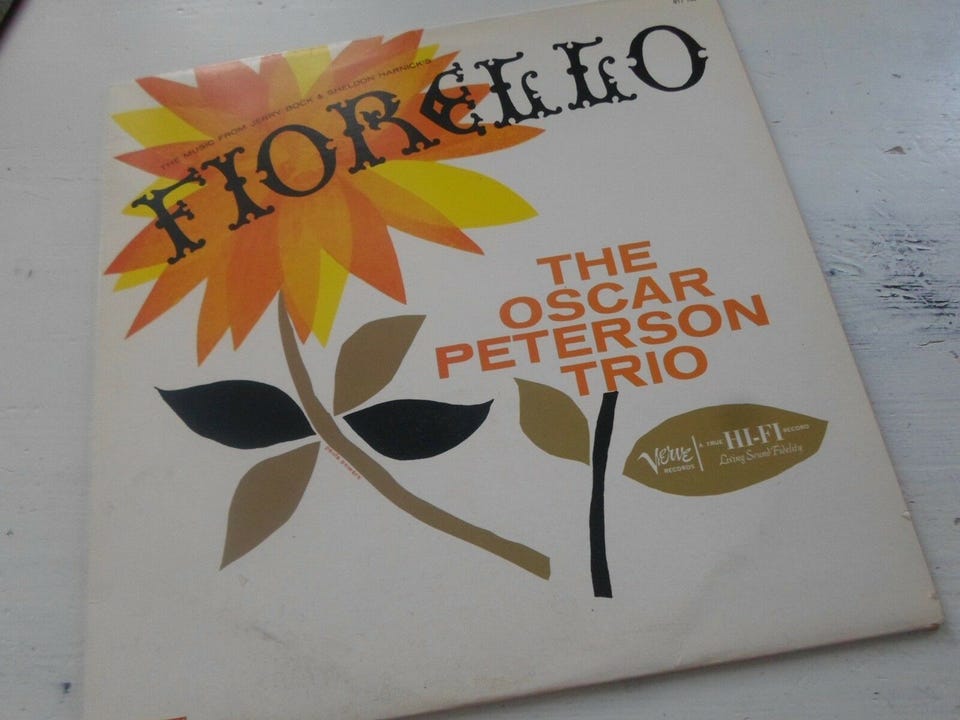 THE MUSIC FROM JERRY BOCK & SHELDON HARNICK'S
FIORELLO
THE
OSCAR
PETERSON
TRIO
Verve
RECORDS
A TRUE HI-FI RECORD
Living Sound Fidelity